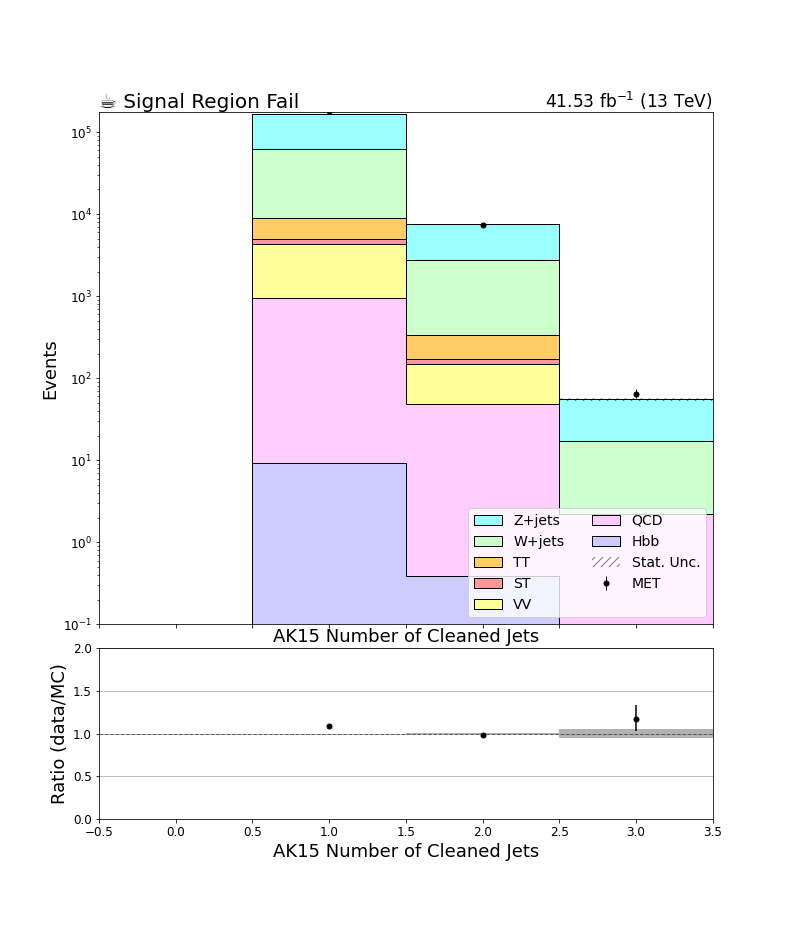 ☕ Signal Region Fail
41.53 fb⁻¹ (13 TeV)
10⁵
10⁴
10³
10²
10¹
10⁰
10⁻¹
Events
Z+jets
W+jets
TT
ST
VV
QCD
Hbb
Stat. Unc.
MET
AK15 Number of Cleaned Jets
2.0
1.5
1.0
0.5
0.0
Ratio (data/MC)
−0.5 0.0 0.5 1.0 1.5 2.0 2.5 3.0 3.5
AK15 Number of Cleaned Jets